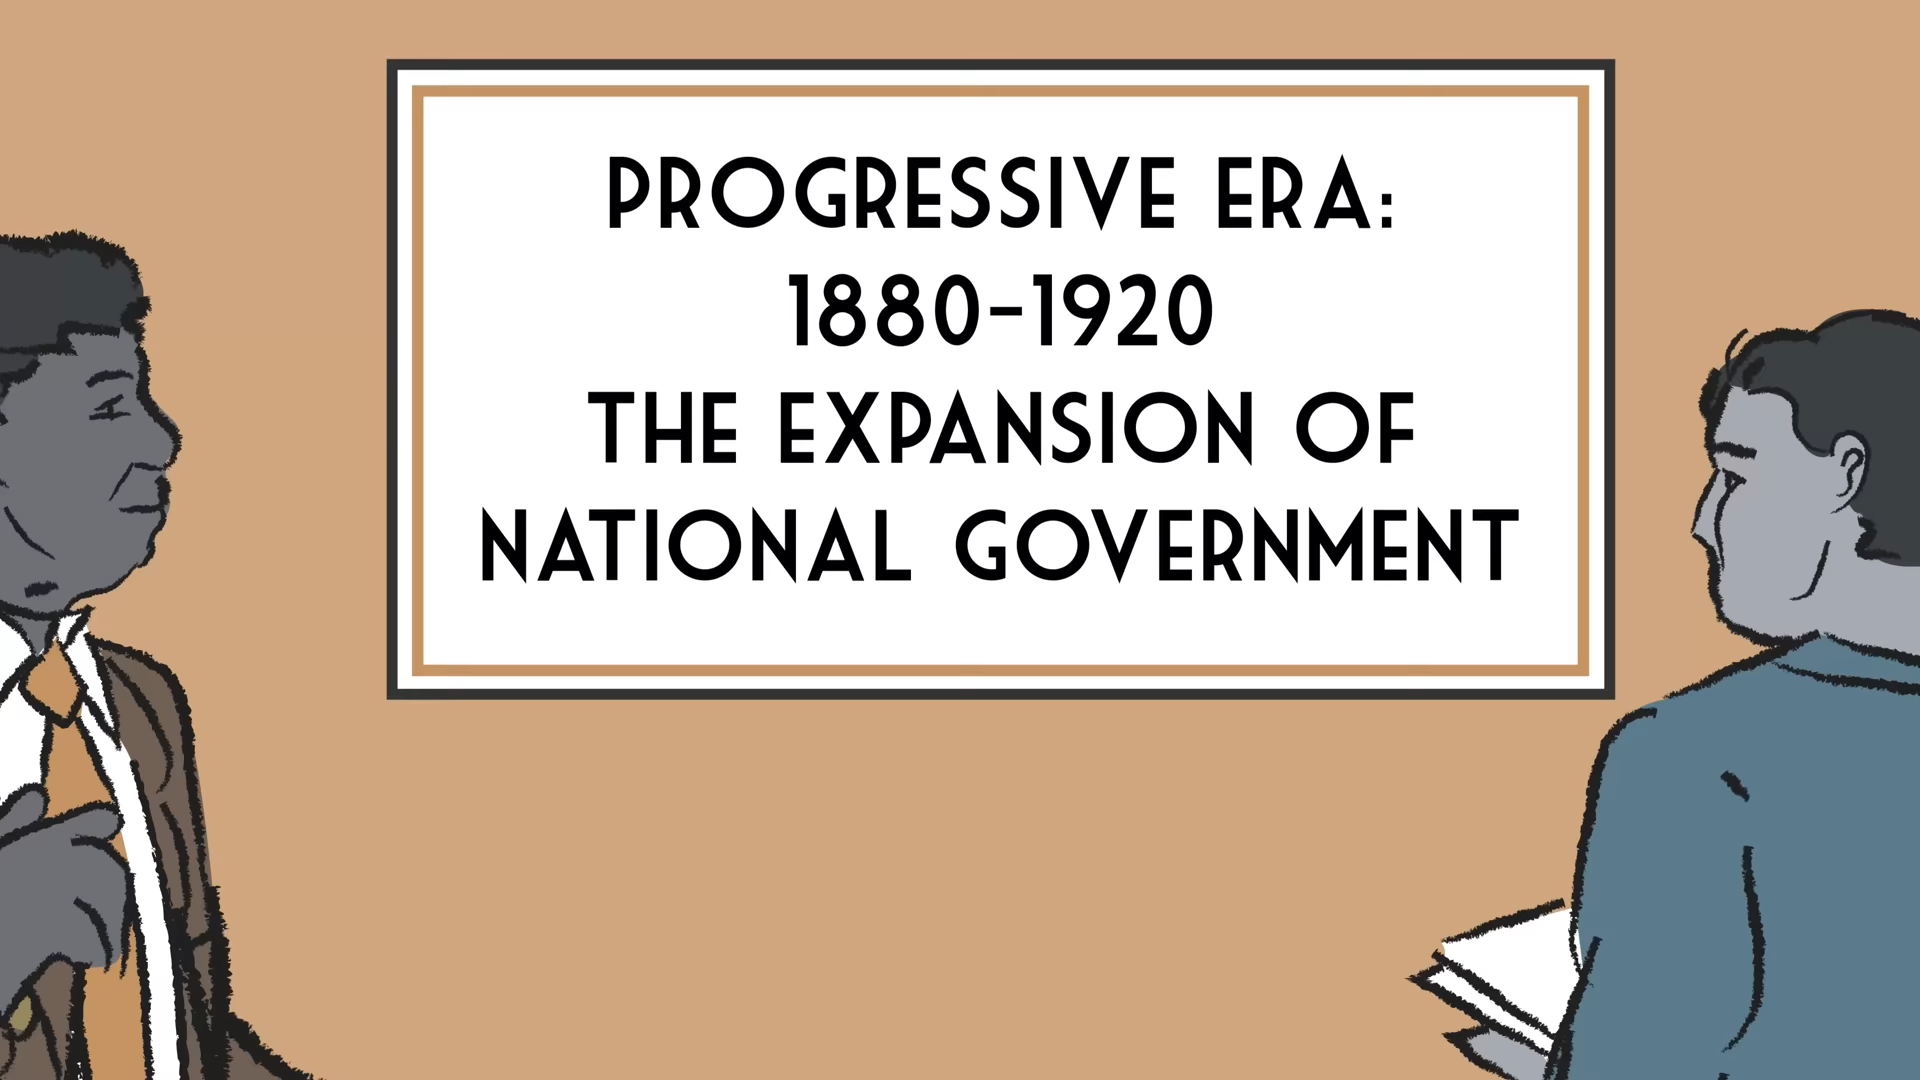 PROGRESSIVE ERA:
1880-1920
THE EXPANSION OF
NATIONAL GOVERNMENT